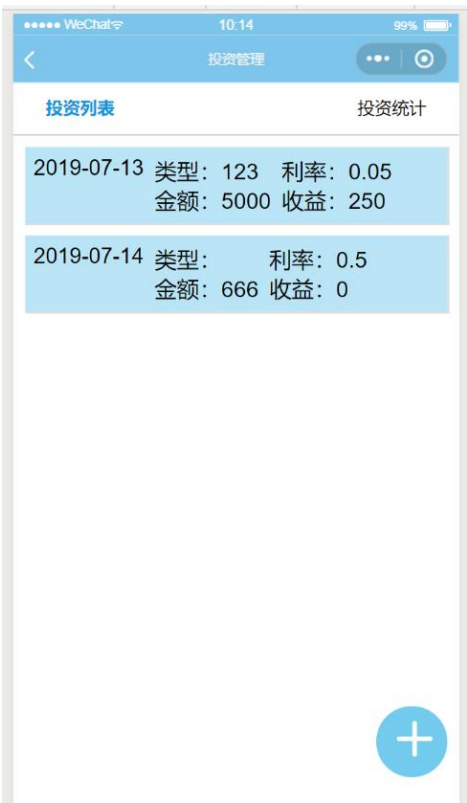 WeChat 10:14 99%
投资管理
投资列表 投资统计
2019-07-13 类型：123 利率：0.05
金额：5000 收益：250
2019-07-14 类型： 利率：0.5
金额：666 收益：0